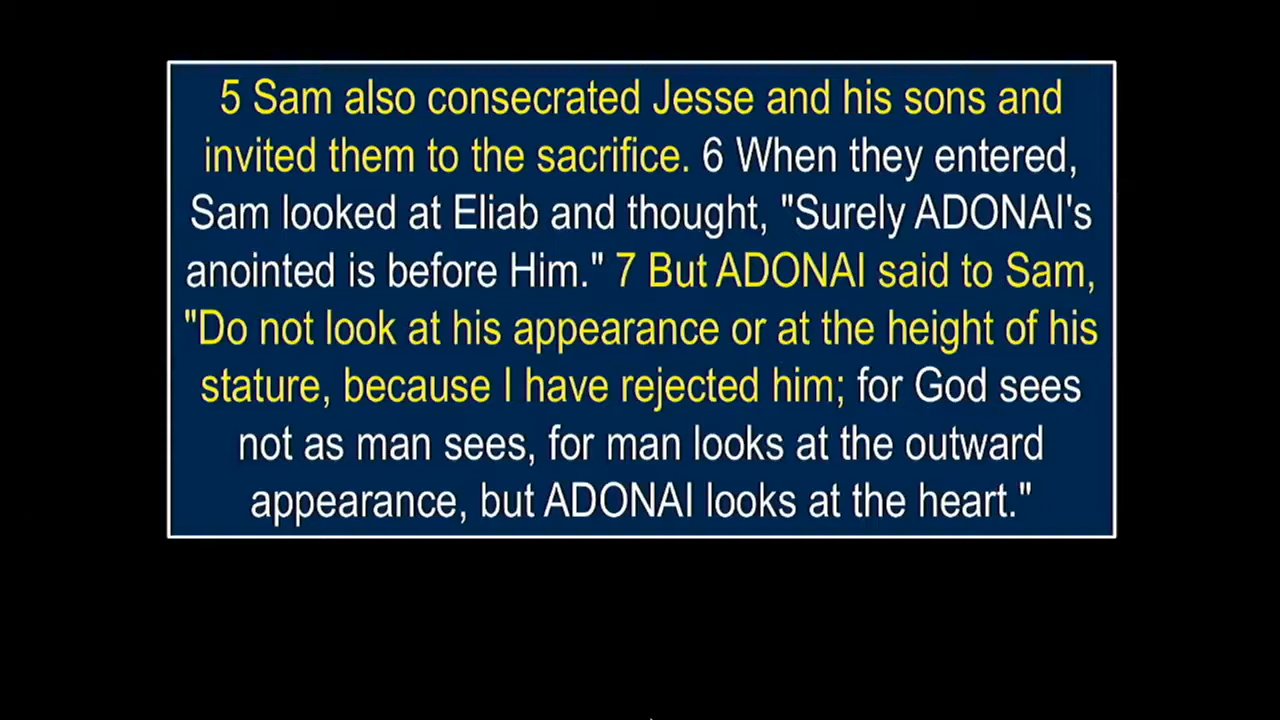 5 Sam also consecrated Jesse and his sons and
invited them to the sacrifice. 6 When they entered,
Sam looked at Eliab and thought, "Surely ADONAI's
anointed is before Him." 7 But ADONAI said to Sam,
"Do not look at his appearance or at the height of his
stature, because I have rejected him; for God sees
not as man sees, for man looks at the outward
appearance, but ADONAI looks at the heart."